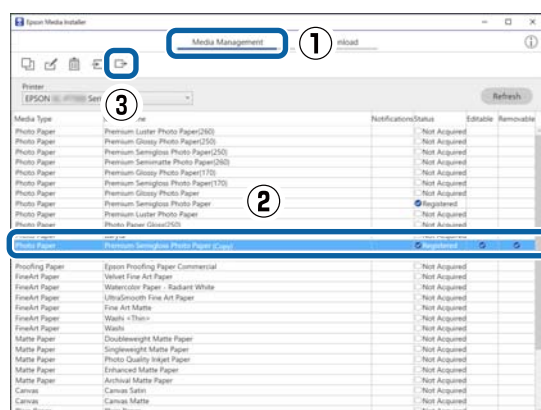 Epson Media Installer
Media Management
nload
Printer
EPSON
Ser
Refresh
Media Type
Notifications Status Editable Removable
Photo Paper Premium Luster Photo Paper(260) Not Acquired
Photo Paper Premium Glossy Photo Paper(250) Not Acquired
Photo Paper Premium Semigloss Photo Paper(250) Not Acquired
Photo Paper Premium Semimatte Photo Paper(260) Not Acquired
Photo Paper Premium Glossy Photo Paper(170) Not Acquired
Photo Paper Premium Semigloss Photo Paper(170) Not Acquired
Photo Paper Premium Glossy Photo Paper Not Acquired
Photo Paper Premium Semigloss Photo Paper Registered
Photo Paper Premium Luster Photo Paper Not Acquired
Photo Paper Photo Paper Gloss(250) Not Acquired
Photo Paper Premium Semigloss Photo Paper (Copy) Registered
Proofing Paper Epson Proofing Paper Commercial Not Acquired
FineArt Paper Velvet Fine Art Paper Not Acquired
FineArt Paper Watercolor Paper - Radiant White Not Acquired
FineArt Paper UltraSmooth Fine Art Paper Not Acquired
FineArt Paper Fine Art Matte Not Acquired
FineArt Paper Washi <Thin> Not Acquired
FineArt Paper Washi Not Acquired
Matte Paper Doubleweight Matte Paper Not Acquired
Matte Paper Singleweight Matte Paper Not Acquired
Matte Paper Photo Quality Inkjet Paper Not Acquired
Matte Paper Enhanced Matte Paper Not Acquired
Matte Paper Archival Matte Paper Not Acquired
Canvas Canvas Satin Not Acquired
Canvas Canvas Matte Not Acquired
1
2
3